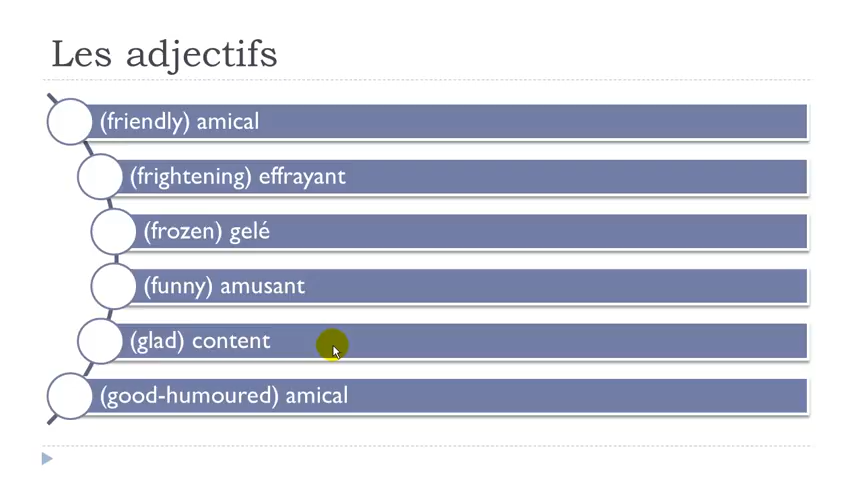 Les adjectifs
(friendly) amical
(frightening) effrayant
(frozen) gelé
(funny) amusant
(glad) content
(good-humoured) amical